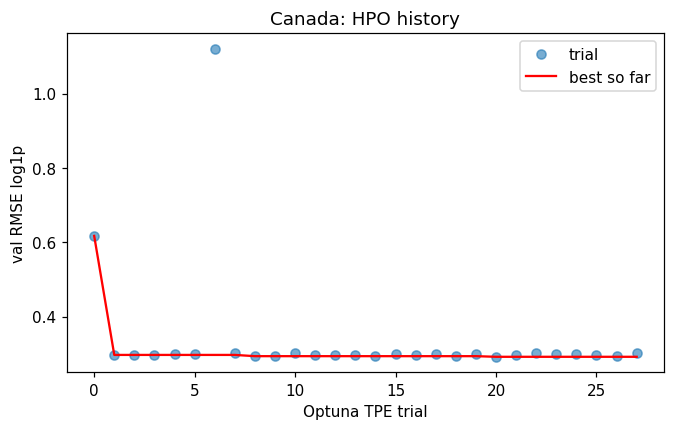 Canada: HPO history
trial
best so far
val RMSE log1p
1.0
0.8
0.6
0.4
0
5
10
15
20
25
Optuna TPE trial